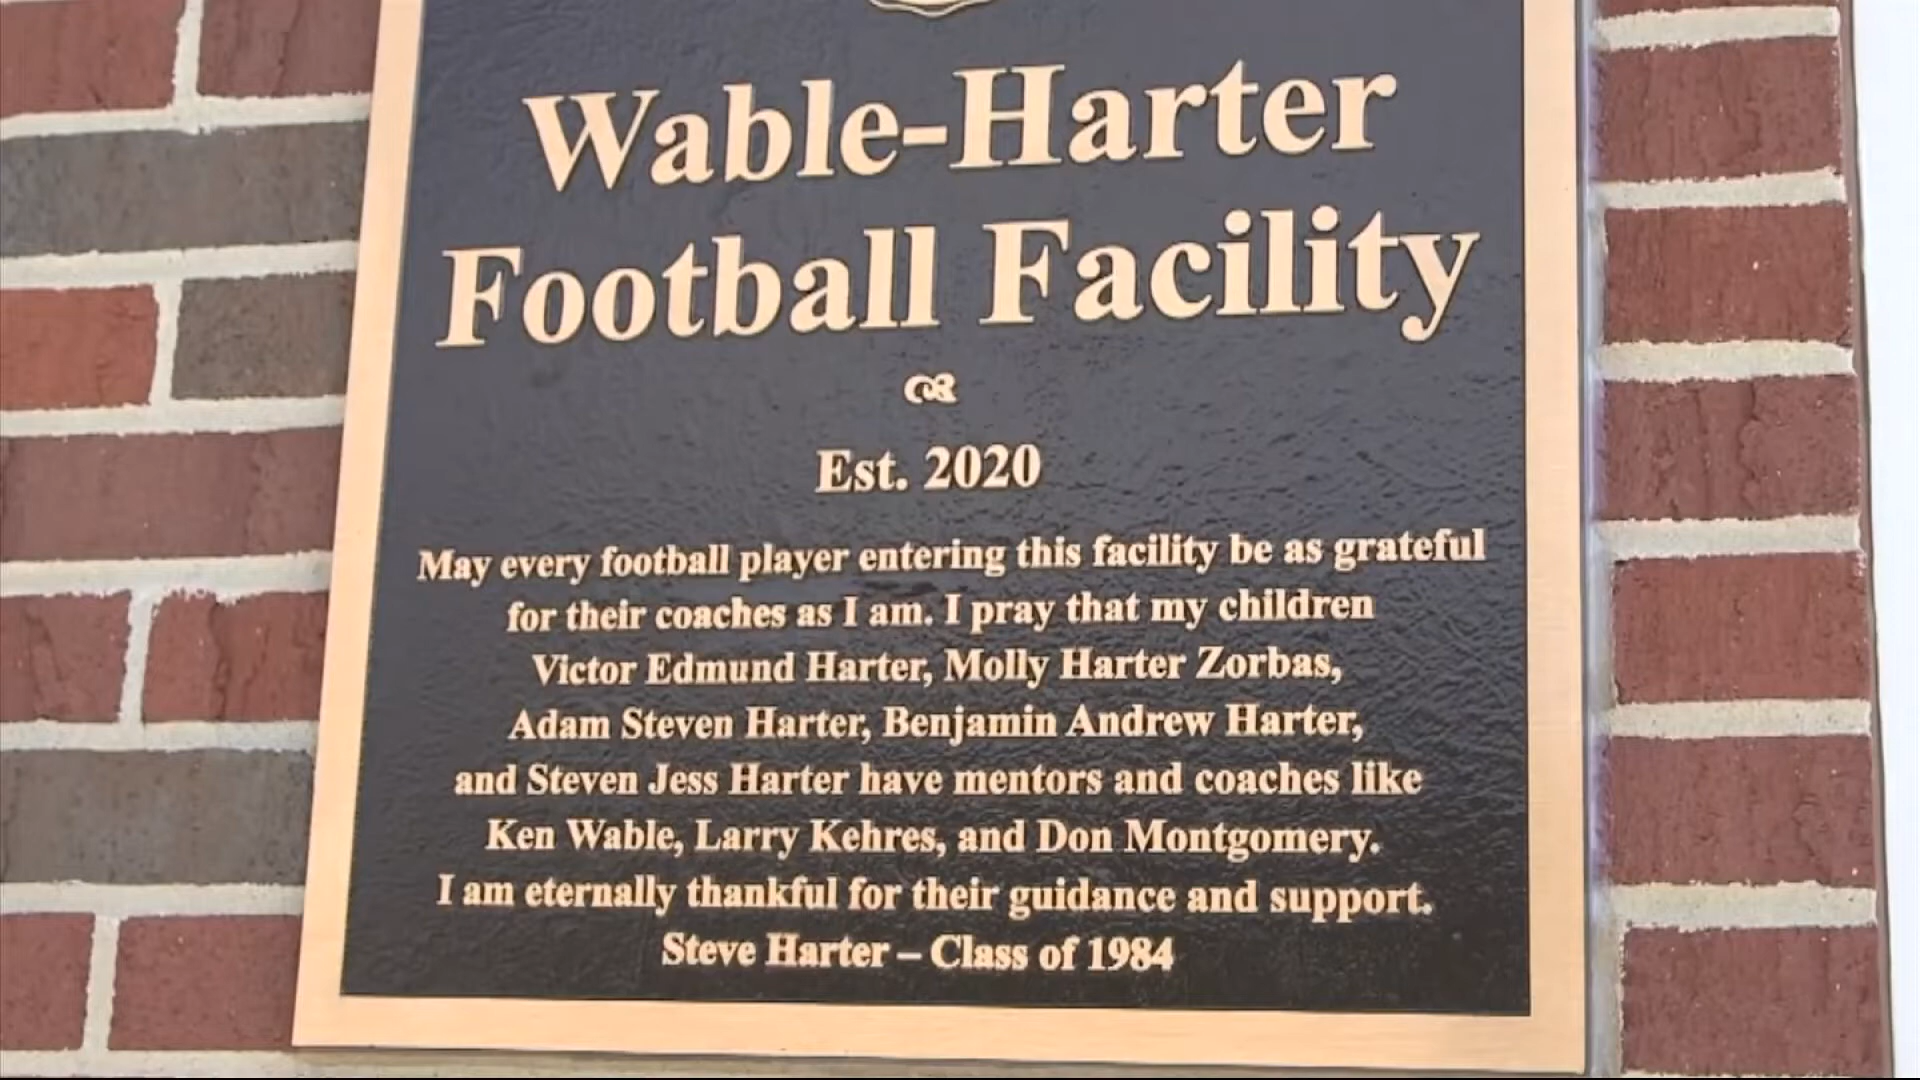 Wable-Harter
Football Facility
Est. 2020
May every football player entering this facility be as grateful
for their coaches as I am. I pray that my children
Victor Edmund Harter, Molly Harter Zorbas,
Adam Steven Harter, Benjamin Andrew Harter,
and Steven Jess Harter have mentors and coaches like
Ken Wable, Larry Kehres, and Don Montgomery.
I am eternally thankful for their guidance and support.
Steve Harter – Class of 1984